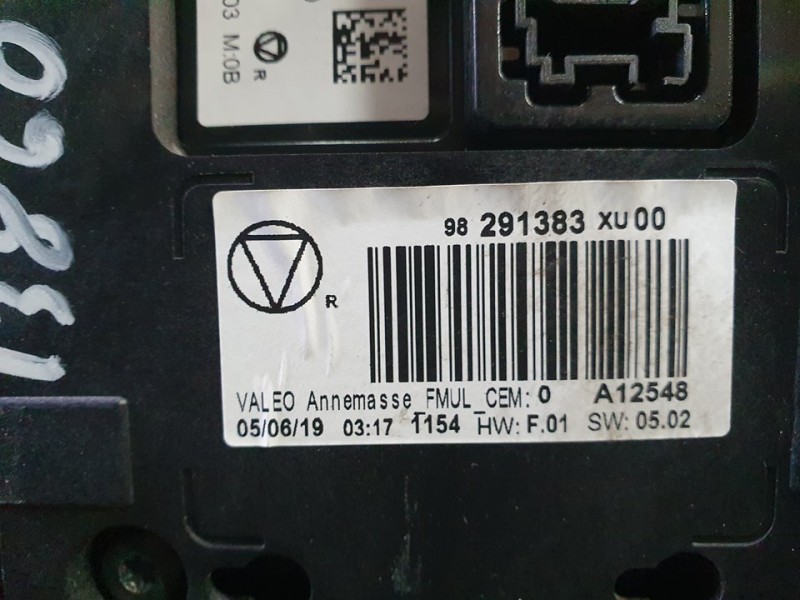 03 M:0B
R
98 291383 XU 00
R
VALEO Annemasse FMUL CEM: 0 A12548
05/06/19 03:17 1154 HW: F.01 SW: 05.02